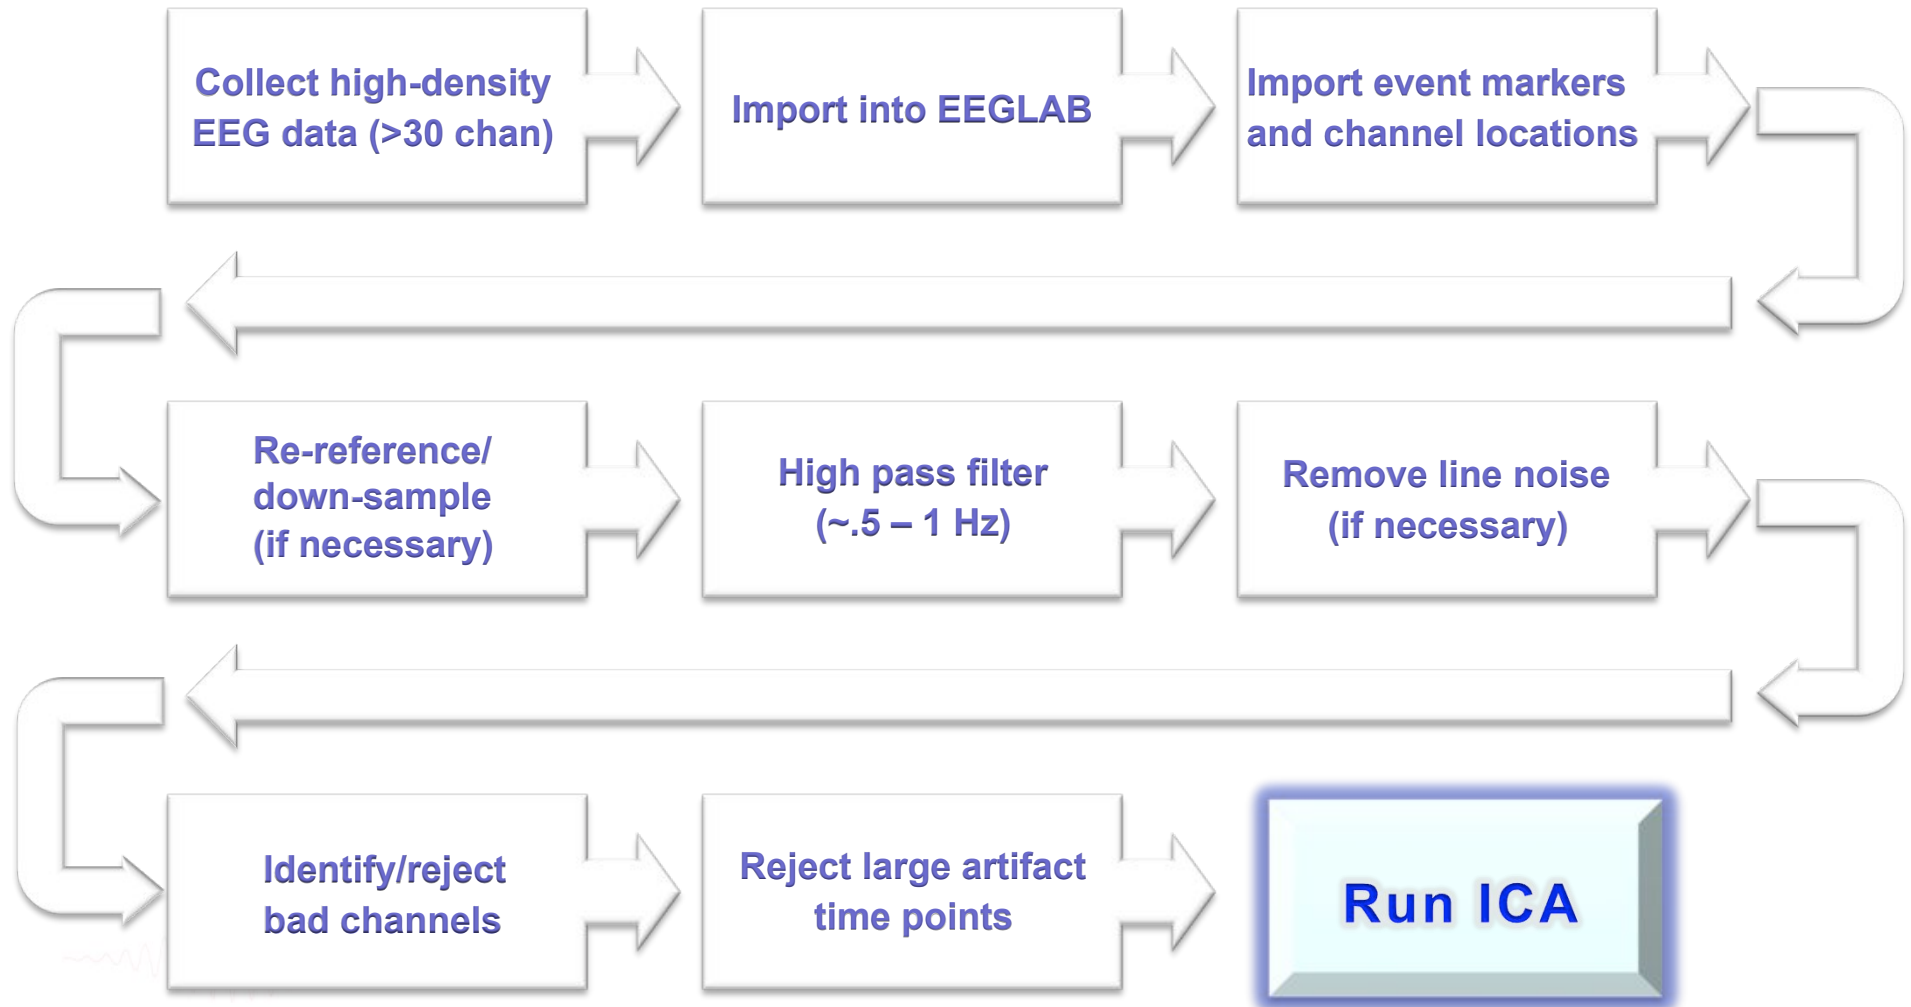 Collect high-density
EEG data (>30 chan)
Import into EEGLAB
Import event markers
and channel locations
Re-reference/
down-sample
(if necessary)
High pass filter
(~.5 – 1 Hz)
Remove line noise
(if necessary)
Identify/reject
bad channels
Reject large artifact
time points
Run ICA